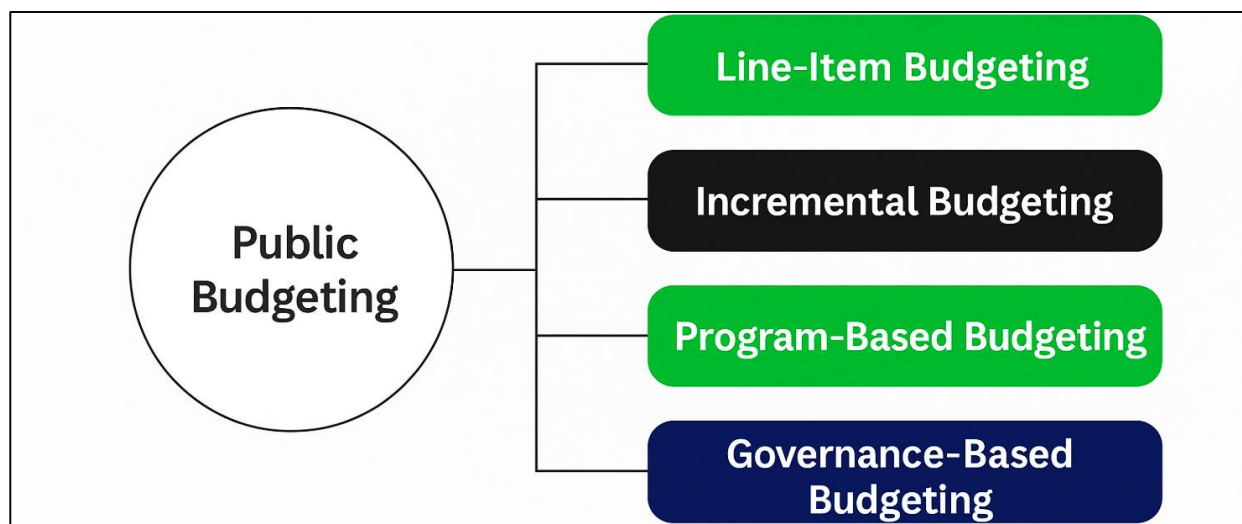 Public
Budgeting
Line-Item Budgeting
Incremental Budgeting
Program-Based Budgeting
Governance-Based
Budgeting